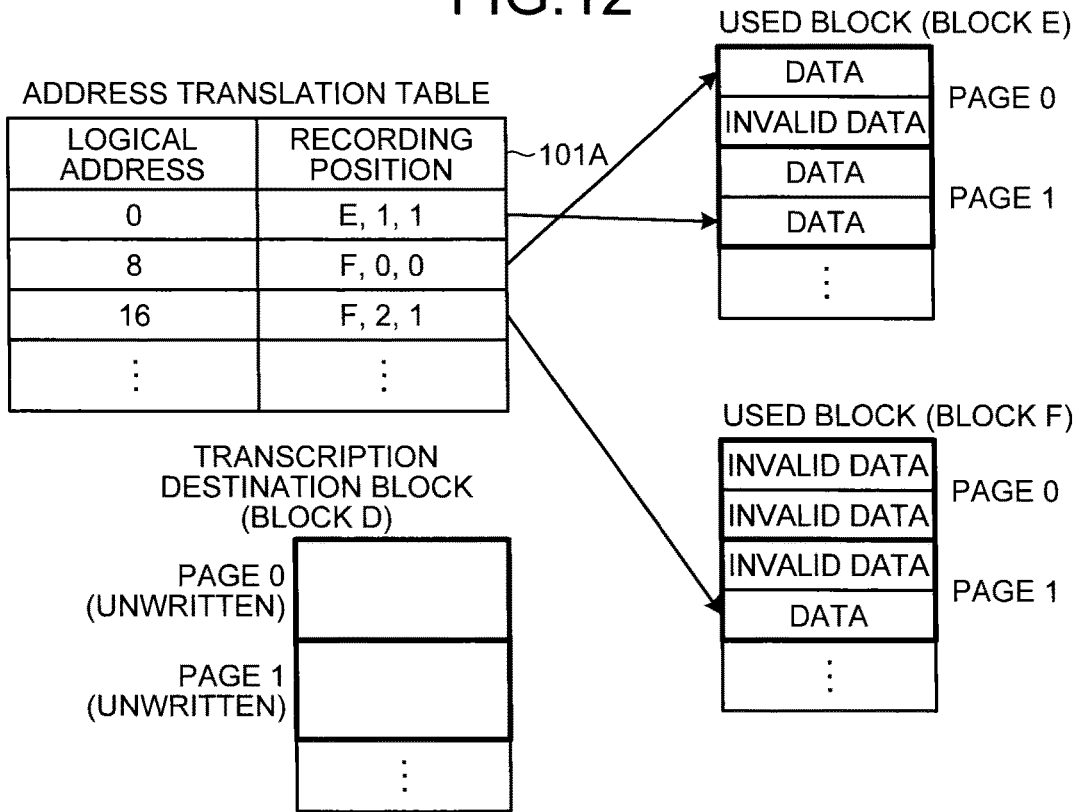 FIG.12
USED BLOCK (BLOCK E)
DATA
PAGE 0
INVALID DATA
DATA
PAGE 1
DATA
⋮
ADDRESS TRANSLATION TABLE
LOGICAL ADDRESS
RECORDING POSITION
~101A
0
E, 1, 1
8
F, 0, 0
16
F, 2, 1
⋮
⋮
USED BLOCK (BLOCK F)
INVALID DATA
PAGE 0
INVALID DATA
INVALID DATA
PAGE 1
DATA
⋮
TRANSCRIPTION
DESTINATION BLOCK
(BLOCK D)
PAGE 0
(UNWRITTEN)
PAGE 1
(UNWRITTEN)
⋮